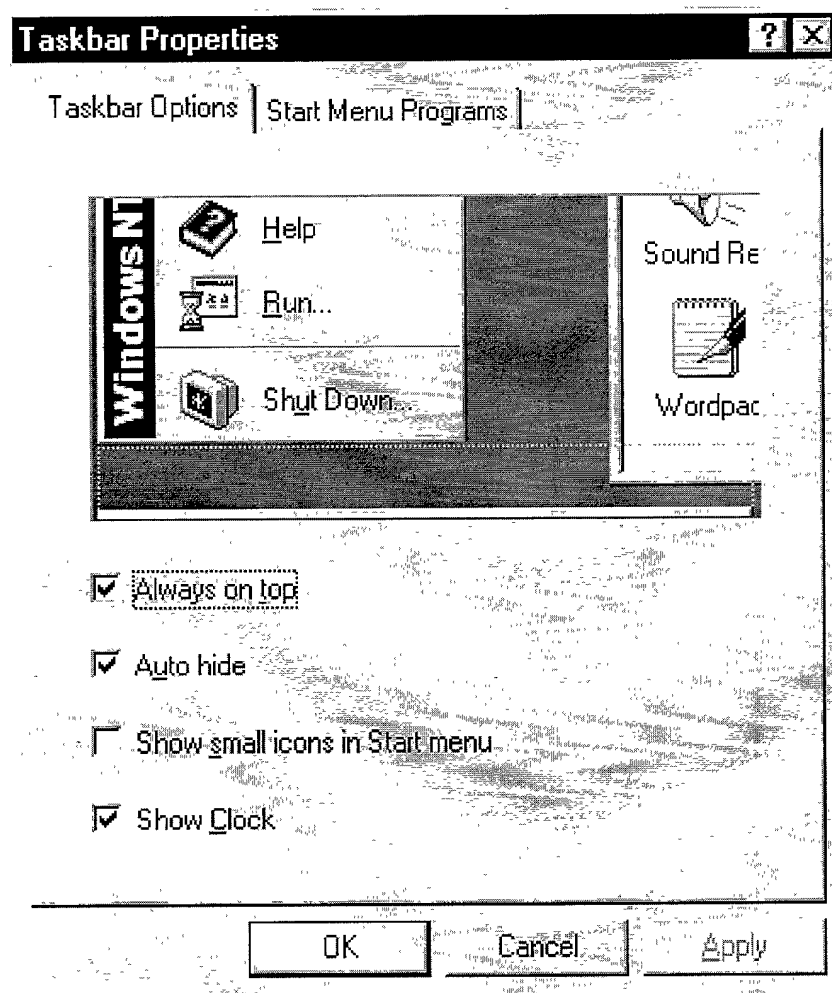 Taskbar Properties
Taskbar Options
Start Menu Programs
Windows NT
Help
Run...
Shut Down...
Sound Re
Wordpad
Always on top
Auto hide
Show small icons in Start menu
Show Clock
OK
Cancel
Apply